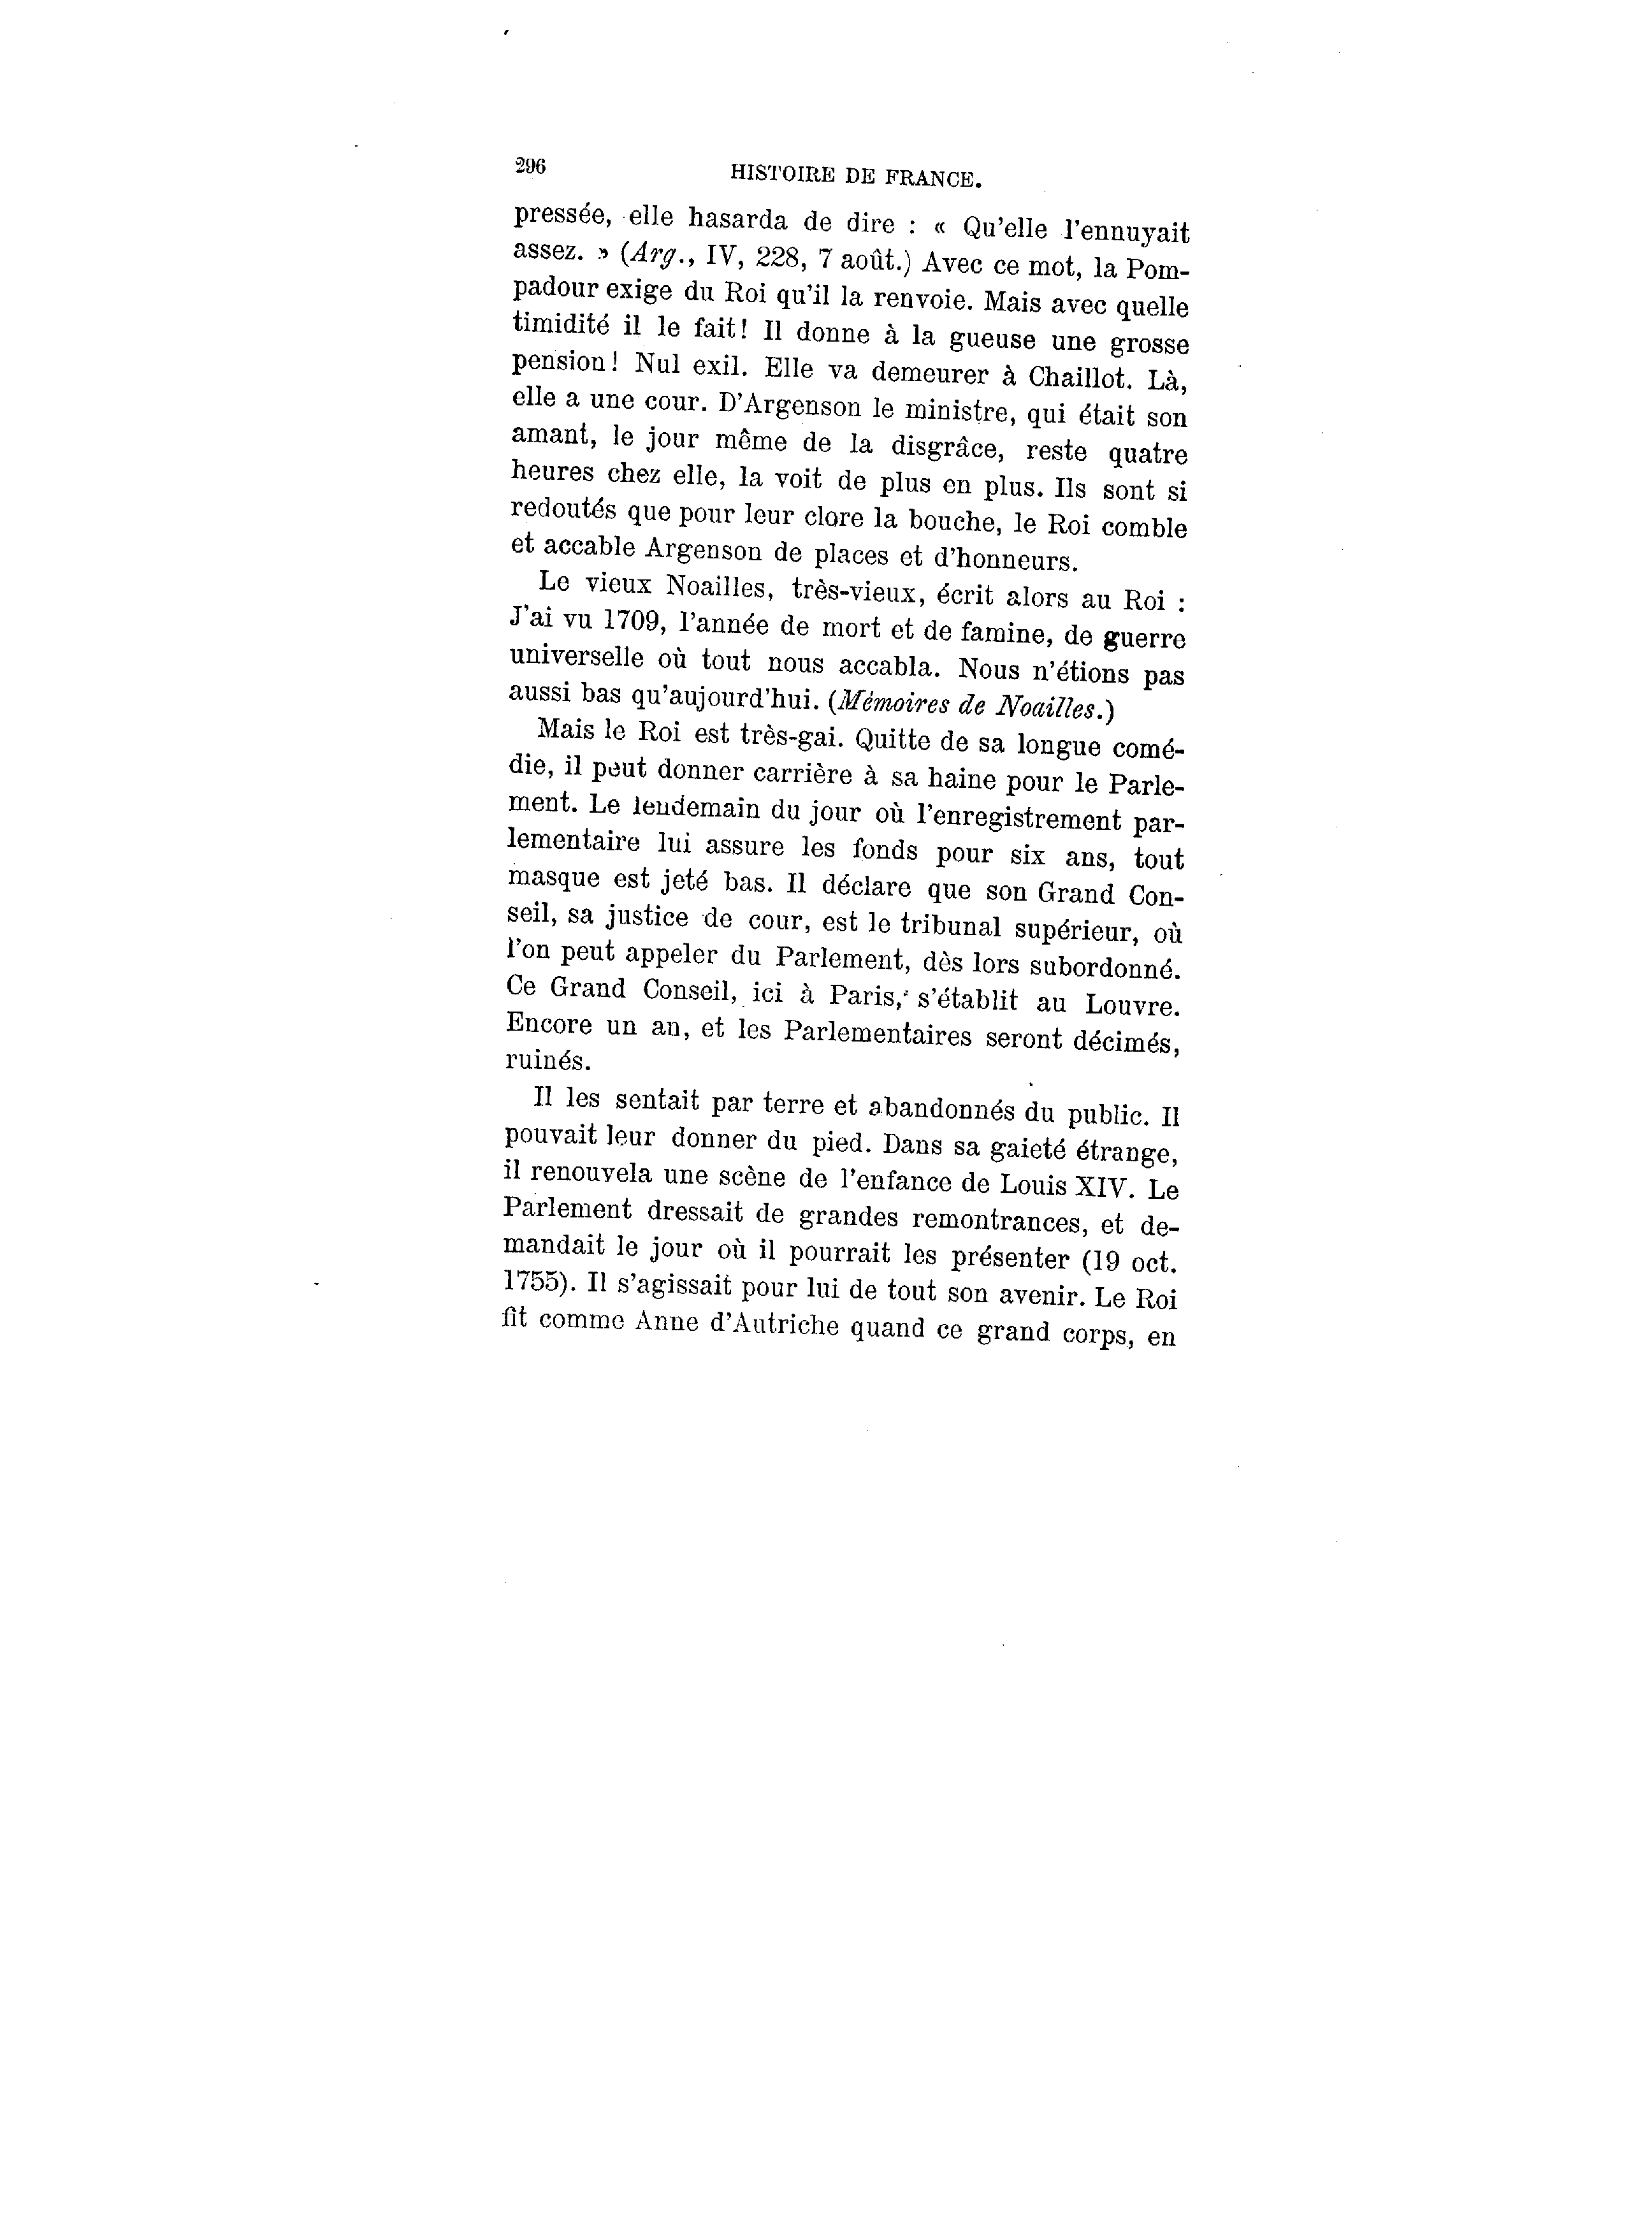 296 HISTOIRE DE FRANCE.
pressée, elle hasarda de dire : « Qu'elle l'ennuyait
assez. » (Arg., IV, 228, 7 août.) Avec ce mot, la Pom-
padour exige du Roi qu'il la renvoie. Mais avec quelle
timidité il le fait! Il donne à la gueuse une grosse
pension! Nul exil. Elle va demeurer à Chaillot. Là,
elle a une cour. D'Argenson le ministre, qui était son
amant, le jour même de la disgrâce, reste quatre
heures chez elle, la voit de plus en plus. Ils sont si
redoutés que pour leur clore la bouche, le Roi comble
et accable Argenson de places et d'honneurs.
Le vieux Noailles, très-vieux, écrit alors au Roi :
J'ai vu 1709, l'année de mort et de famine, de guerre
universelle où tout nous accabla. Nous n'étions pas
aussi bas qu'aujourd'hui. (Mémoires de Noailles.)
Mais le Roi est très-gai. Quitte de sa longue comé-
die, il peut donner carrière à sa haine pour le Parle-
ment. Le lendemain du jour où l'enregistrement par-
lementaire lui assure les fonds pour six ans, tout
masque est jeté bas. Il déclare que son Grand Con-
seil, sa justice de cour, est le tribunal supérieur, où
l'on peut appeler du Parlement, dès lors subordonné.
Ce Grand Conseil, ici à Paris, s'établit au Louvre.
Encore un an, et les Parlementaires seront décimés,
ruinés.
Il les sentait par terre et abandonnés du public. Il
pouvait leur donner du pied. Dans sa gaieté étrange,
il renouvela une scène de l'enfance de Louis XIV. Le
Parlement dressait de grandes remontrances, et de-
mandait le jour où il pourrait les présenter (19 oct.
1755). Il s'agissait pour lui de tout son avenir. Le Roi
fit comme Anne d'Autriche quand ce grand corps, en